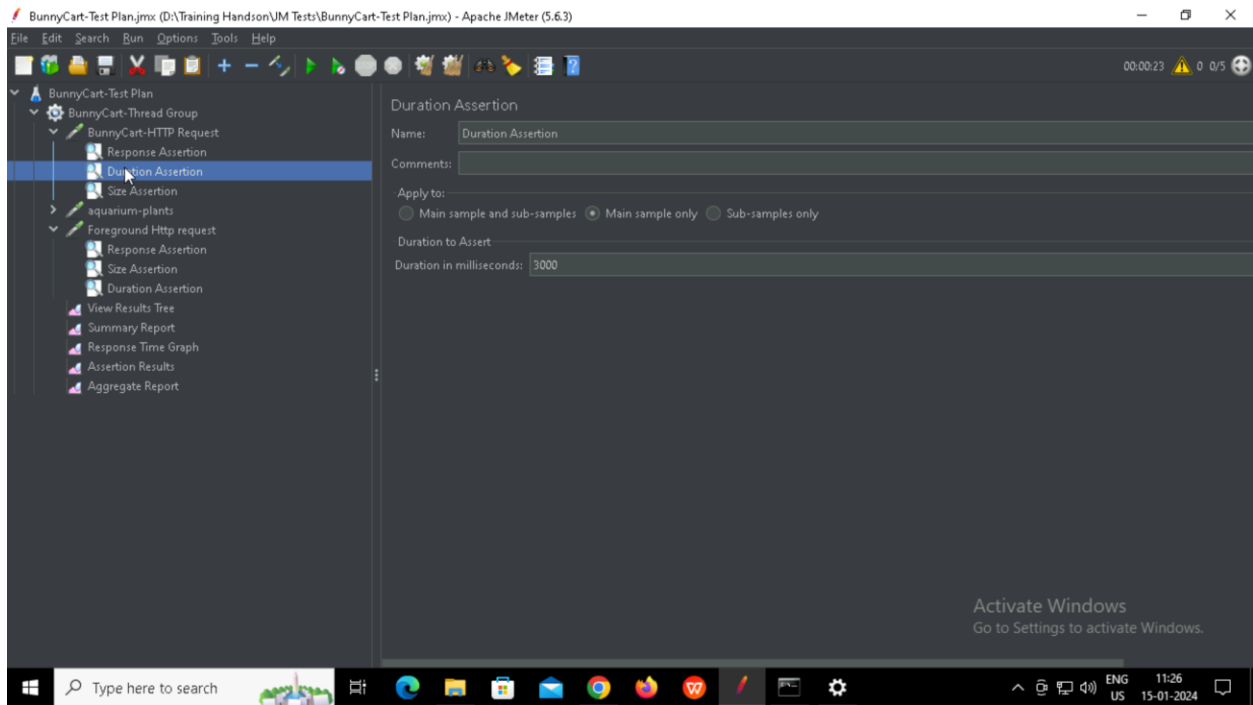 BunnyCart-Test Plan.jmx (D:\Training Handson\JM Tests\BunnyCart-Test Plan.jmx) - Apache JMeter (5.6.3)
File Edit Search Run Options Tools Help
00:00:23 0 0/5
BunnyCart-Test Plan
BunnyCart-Thread Group
BunnyCart-HTTP Request
Response Assertion
Duration Assertion
Size Assertion
aquarium-plants
Foreground Http request
Response Assertion
Size Assertion
Duration Assertion
View Results Tree
Summary Report
Response Time Graph
Assertion Results
Aggregate Report
Duration Assertion
Name: Duration Assertion
Comments:
Apply to:
Main sample and sub-samples Main sample only Sub-samples only
Duration to Assert
Duration in milliseconds: 3000
Activate Windows
Go to Settings to activate Windows.
Type here to search
ENG
US
11:26
15-01-2024